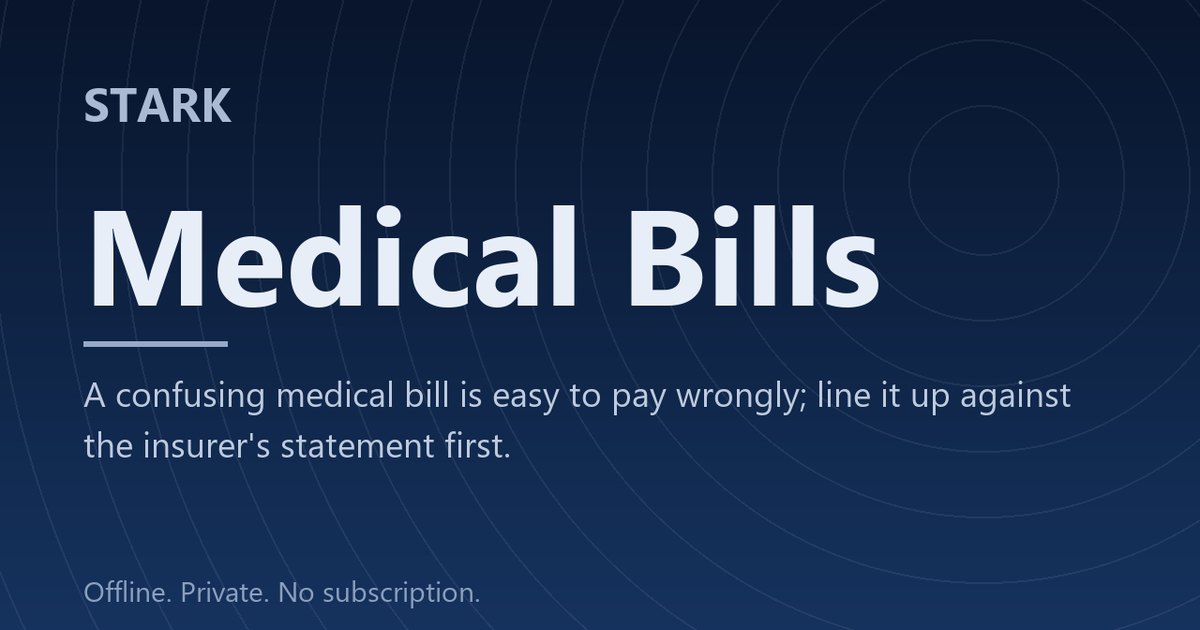 STARK
Medical Bills
A confusing medical bill is easy to pay wrongly; line it up against
the insurer's statement first.
Offline. Private. No subscription.